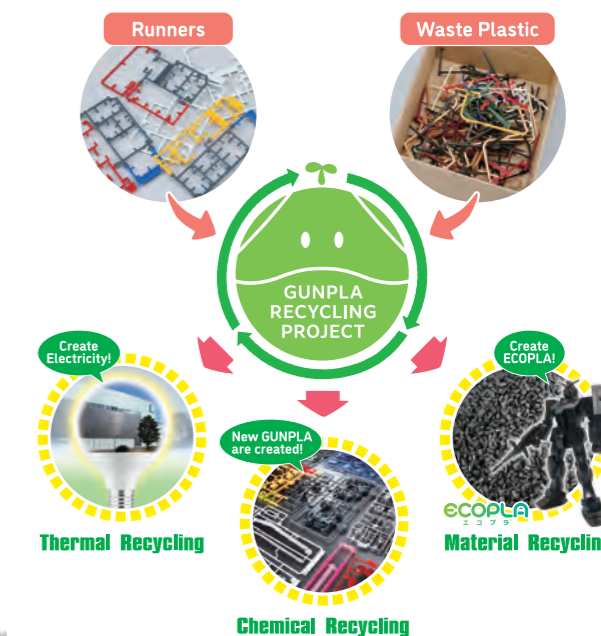 Runners
Waste Plastic
GUNPLA
RECYCLING
PROJECT
Create
Electricity!
Create
ECOPLA!
New GUNPLA
are created!
ECOPLA
エコプラ
Thermal Recycling
Material Recyclin
Chemical Recycling